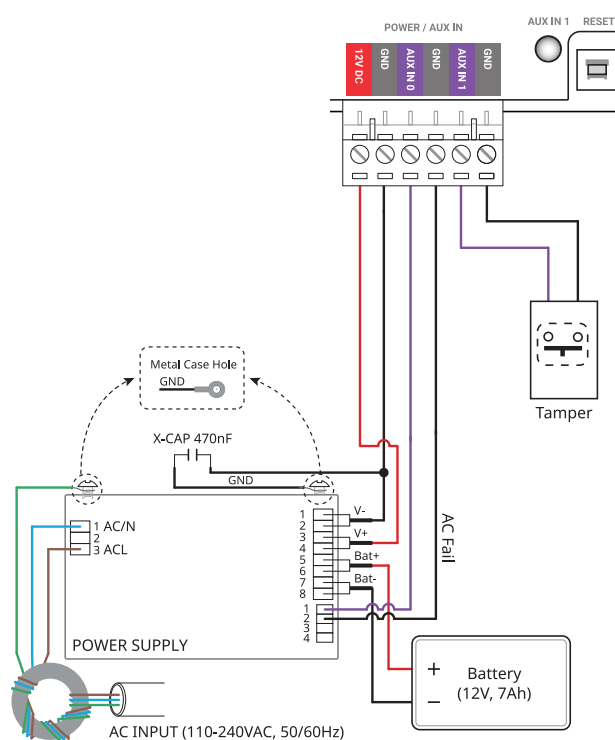 POWER / AUX IN
AUX IN 1 RESET
12V DC
GND
AUX IN 0
GND
AUX IN 1
GND
Tamper
Metal Case Hole
GND
X-CAP 470nF
GND
AC Fail
1 AC/N
2
3 ACL
1
2
3
4
5
6
7
8
V-
V+
Bat+
Bat-
1
2
3
4
POWER SUPPLY
+
−
Battery
(12V, 7Ah)
AC INPUT (110-240VAC, 50/60Hz)